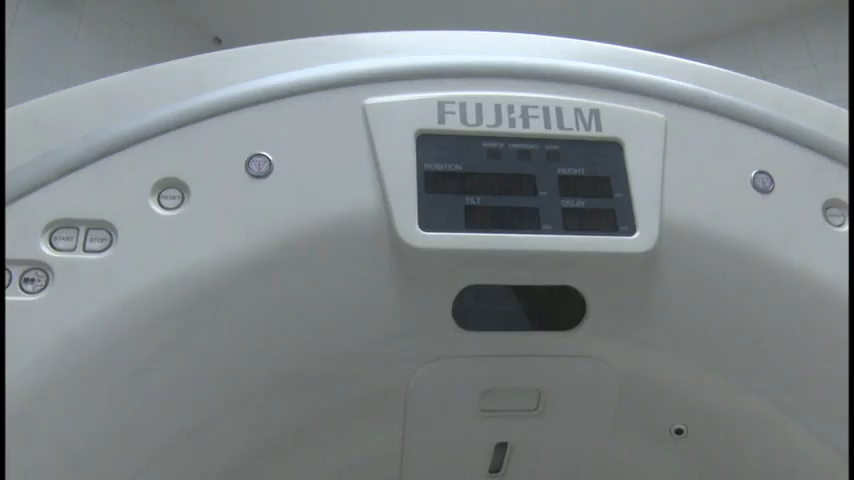 FUJIFILM
POSITION
HEIGHT
TILT
DELAY
RESET
START
STOP